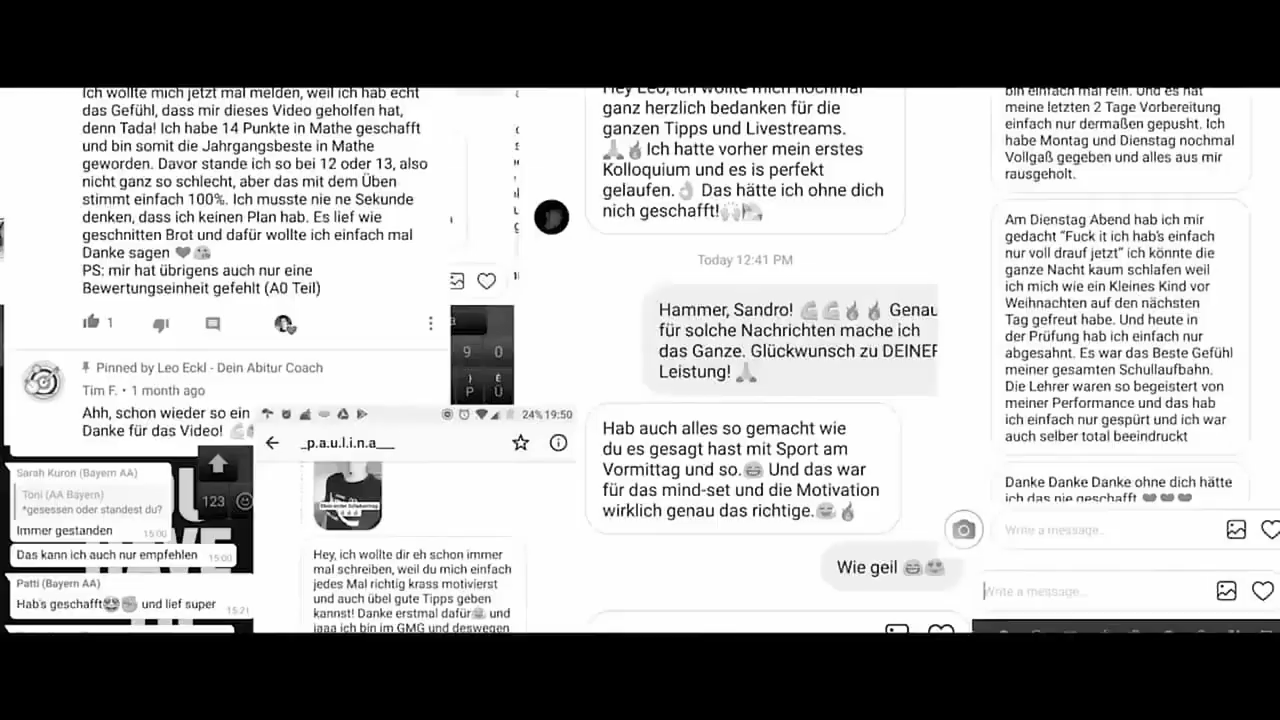 Ich wollte mich jetzt mal melden, weil ich hab echt
das Gefühl, dass mir dieses Video geholfen hat,
denn Tada! Ich habe 14 Punkte in Mathe geschafft
und bin somit die Jahrgangsbeste in Mathe
geworden. Davor stande ich so bei 12 oder 13, also
nicht ganz so schlecht, aber das mit dem Üben
stimmt einfach 100%. Ich musste nie ne Sekunde
denken, dass ich keinen Plan hab. Es lief wie
geschnitten Brot und dafür wollte ich einfach mal
Danke sagen ❤😘
PS: mir hat übrigens auch nur eine
Bewertungseinheit gefehlt (A0 Teil)
1
Pinned by Leo Eckl - Dein Abitur Coach
Tim F. • 1 month ago
Ahh, schon wieder so ein
Danke für das Video!
Sarah Kuron (Bayern AA)
Toni (AA Bayern)
*gesessen oder standest du?
Immer gestanden
15:00
Das kann ich auch nur empfehlen
15:00
Patti (Bayern AA)
Hab's geschafft😍✊ und lief super
15:21
123
9 0
P Ü
24% 19:50
_p.a.u.l.i.n.a___
Hey, ich wollte dir eh schon immer
mal schreiben, weil du mich einfach
jedes Mal richtig krass motivierst
und auch übel gute Tipps geben
kannst! Danke erstmal dafür und
jaaa ich bin im GMG und deswegen
Hey Leo, ich wollte mich nochmal
ganz herzlich bedanken für die
ganzen Tipps und Livestreams.
🙏🔥Ich hatte vorher mein erstes
Kolloquium und es is perfekt
gelaufen.👌 Das hätte ich ohne dich
nich geschafft!🙌
Today 12:41 PM
Hammer, Sandro! 💪💪🔥🔥 Genau
für solche Nachrichten mache ich
das Ganze. Glückwunsch zu DEINER
Leistung! 🙏
Hab auch alles so gemacht wie
du es gesagt hast mit Sport am
Vormittag und so.😄 Und das war
für das mind-set und die Motivation
wirklich genau das richtige.😄🔥
Wie geil 😄😍
bin einfach mal rein. Und es hat
meine letzten 2 Tage Vorbereitung
einfach nur dermaßen gepusht. Ich
habe Montag und Dienstag nochmal
Vollgaß gegeben und alles aus mir
rausgeholt.
Am Dienstag Abend hab ich mir
gedacht "Fuck it ich hab's einfach
nur voll drauf jetzt" ich könnte die
ganze Nacht kaum schlafen weil
ich mich wie ein Kleines Kind vor
Weihnachten auf den nächsten
Tag gefreut habe. Und heute in
der Prüfung hab ich einfach nur
abgesahnt. Es war das Beste Gefühl
meiner gesamten Schullaufbahn.
Die Lehrer waren so begeistert von
meiner Performance und das hab
ich einfach nur gespürt und ich war
auch selber total beeindruckt
Danke Danke Danke ohne dich hätte
ich das nie geschafft ❤❤❤
Write a message...
Write a message...